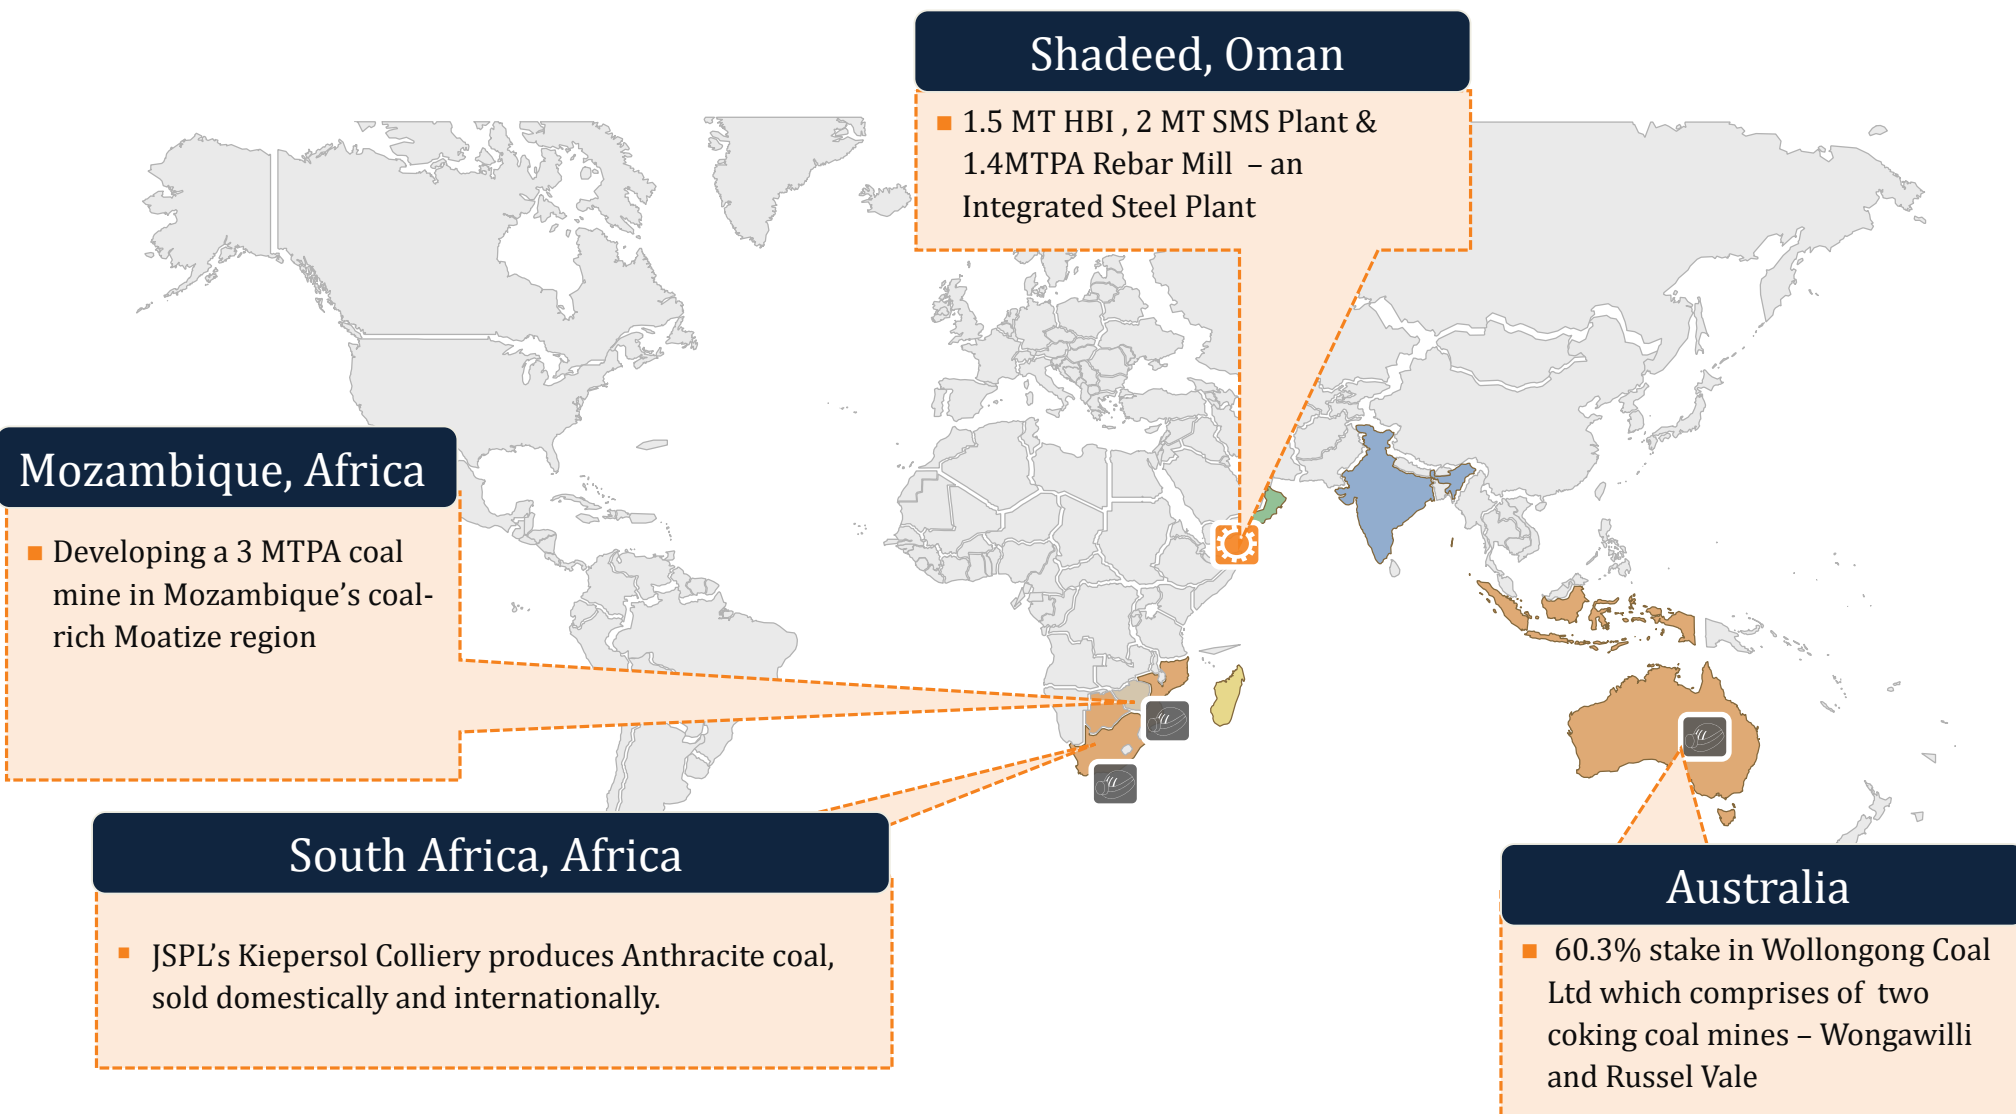 Shadeed, Oman
■ 1.5 MT HBI , 2 MT SMS Plant &
1.4MTPA Rebar Mill – an
Integrated Steel Plant
Mozambique, Africa
■ Developing a 3 MTPA coal
mine in Mozambique’s coal-
rich Moatize region
South Africa, Africa
■ JSPL’s Kiepersol Colliery produces Anthracite coal,
sold domestically and internationally.
Australia
■ 60.3% stake in Wollongong Coal
Ltd which comprises of two
coking coal mines – Wongawilli
and Russel Vale